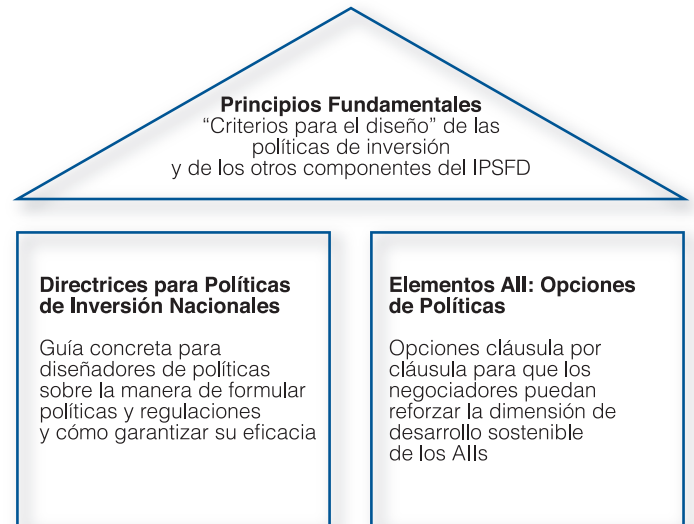 Principios Fundamentales
“Criterios para el diseño” de las
políticas de inversión
y de los otros componentes del IPSFD
Directrices para Políticas
de Inversión Nacionales
Guía concreta para
diseñadores de políticas
sobre la manera de formular
políticas y regulaciones
y cómo garantizar su eficacia
Elementos AII: Opciones
de Políticas
Opciones cláusula por
cláusula para que los
negociadores puedan
reforzar la dimensión de
desarrollo sostenible
de los AIIs